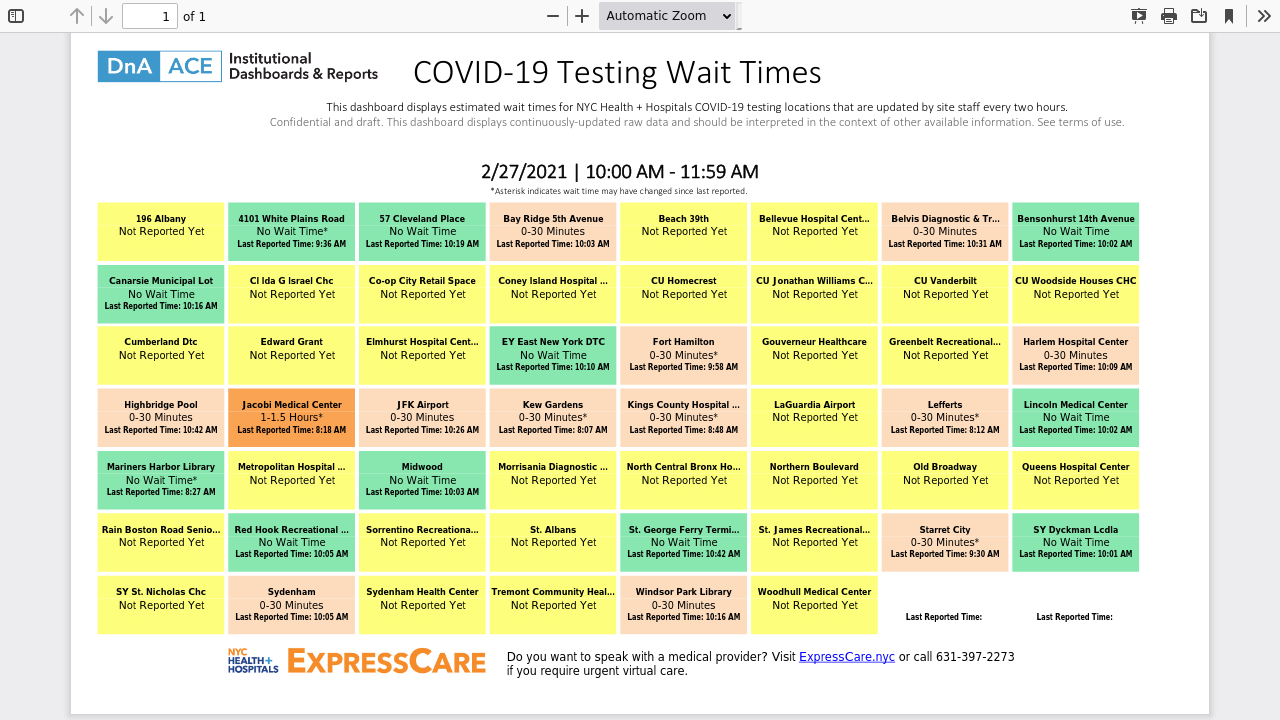 1 of 1 Automatic Zoom
DnA ACE Institutional
Dashboards & Reports
COVID-19 Testing Wait Times
This dashboard displays estimated wait times for NYC Health + Hospitals COVID-19 testing locations that are updated by site staff every two hours.
Confidential and draft. This dashboard displays continuously-updated raw data and should be interpreted in the context of other available information. See terms of use.
2/27/2021 | 10:00 AM - 11:59 AM
*Asterisk indicates wait time may have changed since last reported.
196 Albany
Not Reported Yet
4101 White Plains Road
No Wait Time*
Last Reported Time: 9:36 AM
57 Cleveland Place
No Wait Time
Last Reported Time: 10:19 AM
Bay Ridge 5th Avenue
0-30 Minutes
Last Reported Time: 10:03 AM
Beach 39th
Not Reported Yet
Bellevue Hospital Cent...
Not Reported Yet
Belvis Diagnostic & Tr...
0-30 Minutes
Last Reported Time: 10:31 AM
Bensonhurst 14th Avenue
No Wait Time
Last Reported Time: 10:02 AM
Canarsie Municipal Lot
No Wait Time
Last Reported Time: 10:16 AM
Cl Ida G Israel Chc
Not Reported Yet
Co-op City Retail Space
Not Reported Yet
Coney Island Hospital ...
Not Reported Yet
CU Homecrest
Not Reported Yet
CU Jonathan Williams C...
Not Reported Yet
CU Vanderbilt
Not Reported Yet
CU Woodside Houses CHC
Not Reported Yet
Cumberland Dtc
Not Reported Yet
Edward Grant
Not Reported Yet
Elmhurst Hospital Cent...
Not Reported Yet
EY East New York DTC
No Wait Time
Last Reported Time: 10:10 AM
Fort Hamilton
0-30 Minutes*
Last Reported Time: 9:58 AM
Gouverneur Healthcare
Not Reported Yet
Greenbelt Recreational...
Not Reported Yet
Harlem Hospital Center
0-30 Minutes
Last Reported Time: 10:09 AM
Highbridge Pool
0-30 Minutes
Last Reported Time: 10:42 AM
Jacobi Medical Center
1-1.5 Hours*
Last Reported Time: 8:18 AM
JFK Airport
0-30 Minutes
Last Reported Time: 10:26 AM
Kew Gardens
0-30 Minutes*
Last Reported Time: 8:07 AM
Kings County Hospital ...
0-30 Minutes*
Last Reported Time: 8:48 AM
LaGuardia Airport
Not Reported Yet
Lefferts
0-30 Minutes*
Last Reported Time: 8:12 AM
Lincoln Medical Center
No Wait Time
Last Reported Time: 10:02 AM
Mariners Harbor Library
No Wait Time*
Last Reported Time: 8:27 AM
Metropolitan Hospital ...
Not Reported Yet
Midwood
No Wait Time
Last Reported Time: 10:03 AM
Morrisania Diagnostic ...
Not Reported Yet
North Central Bronx Ho...
Not Reported Yet
Northern Boulevard
Not Reported Yet
Old Broadway
Not Reported Yet
Queens Hospital Center
Not Reported Yet
Rain Boston Road Senio...
Not Reported Yet
Red Hook Recreational ...
No Wait Time
Last Reported Time: 10:05 AM
Sorrentino Recreationa...
Not Reported Yet
St. Albans
Not Reported Yet
St. George Ferry Termi...
No Wait Time
Last Reported Time: 10:42 AM
St. James Recreational...
Not Reported Yet
Starret City
0-30 Minutes*
Last Reported Time: 9:30 AM
SY Dyckman Lcdla
No Wait Time
Last Reported Time: 10:01 AM
SY St. Nicholas Chc
Not Reported Yet
Sydenham
0-30 Minutes
Last Reported Time: 10:05 AM
Sydenham Health Center
Not Reported Yet
Tremont Community Heal...
Not Reported Yet
Windsor Park Library
0-30 Minutes
Last Reported Time: 10:16 AM
Woodhull Medical Center
Not Reported Yet
Last Reported Time:
Last Reported Time:
NYC
HEALTH+
HOSPITALS
EXPRESSCARE
Do you want to speak with a medical provider? Visit ExpressCare.nyc or call 631-397-2273
if you require urgent virtual care.